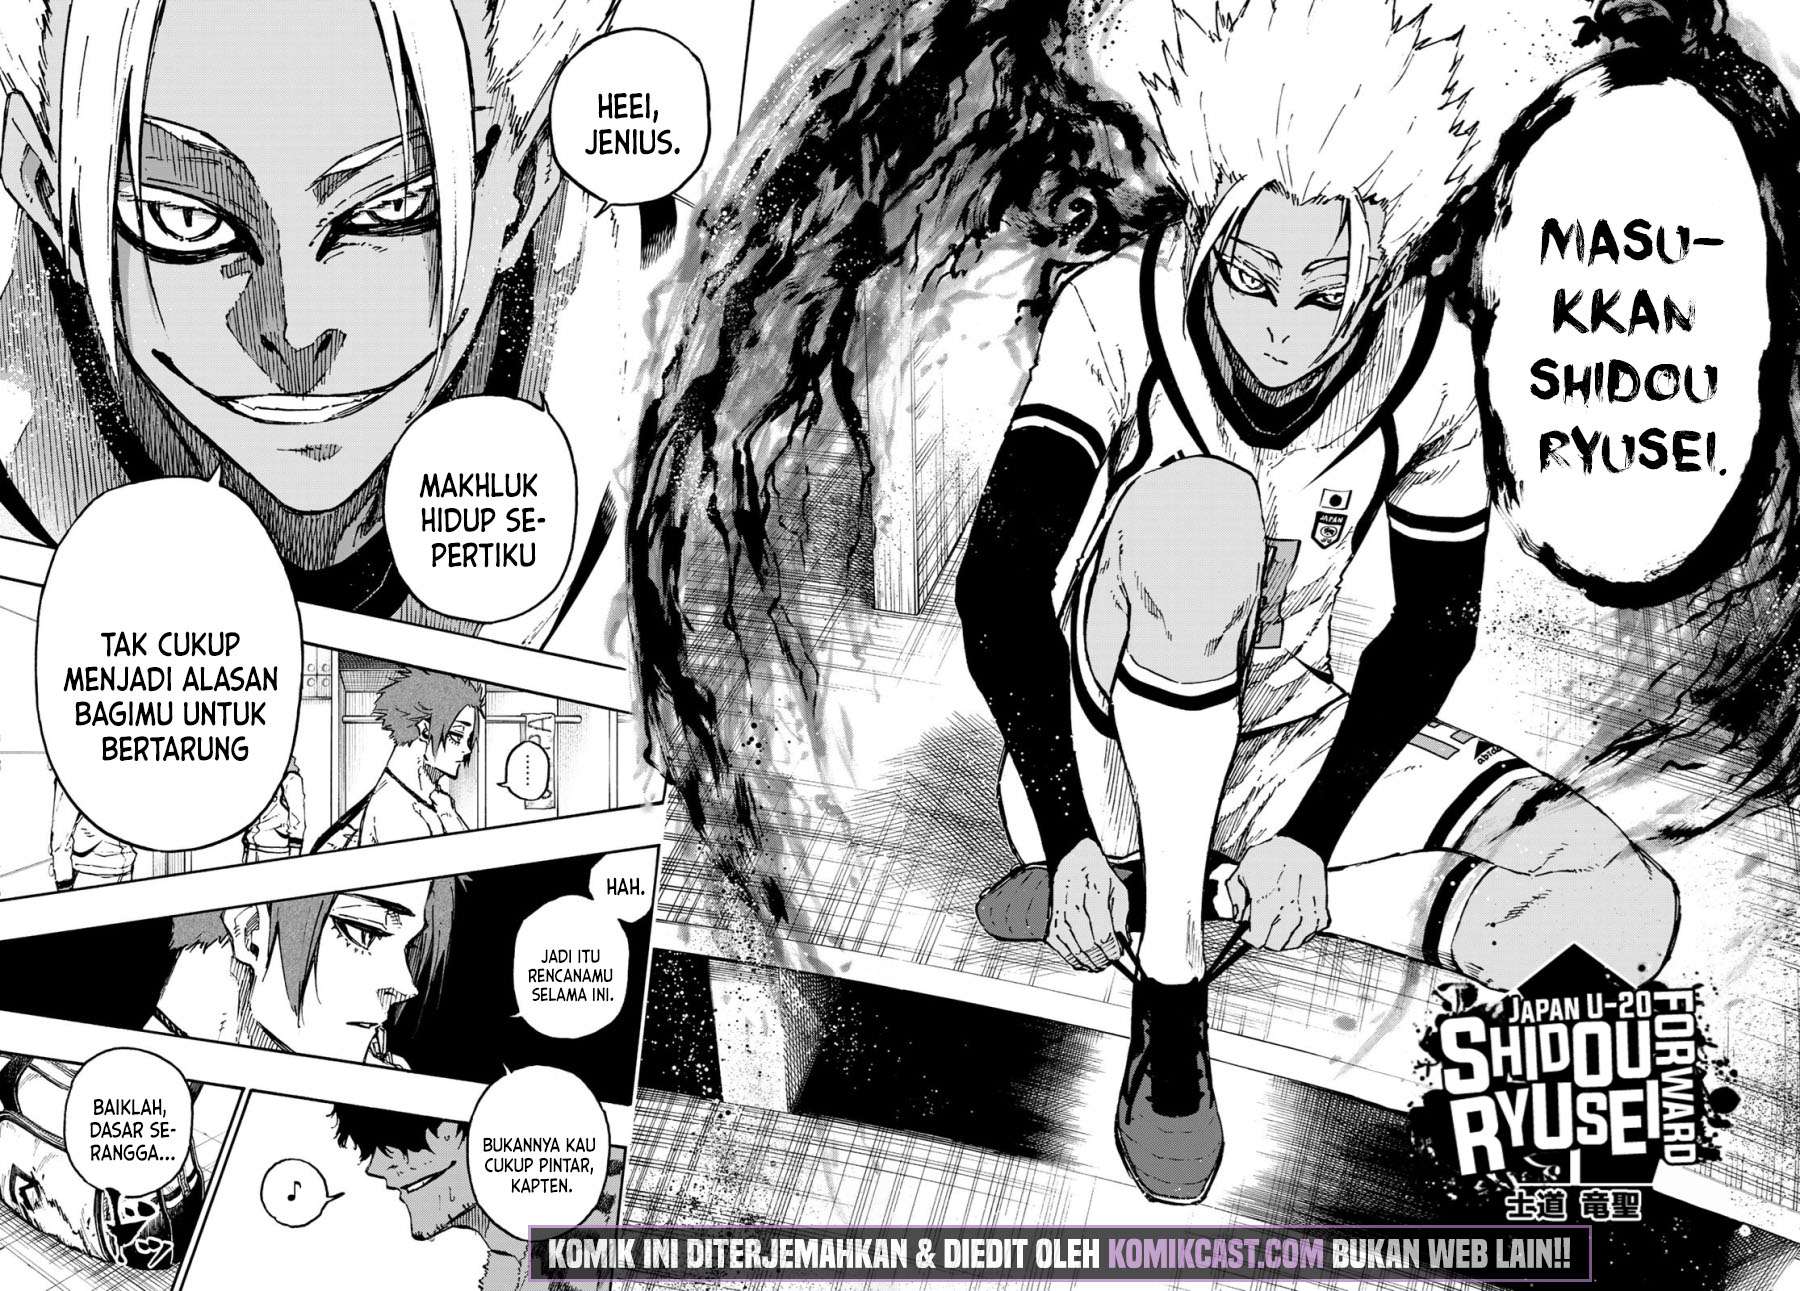 MASU-
KKAN
SHIDOU
RYUSEI.
JAPAN
abida
JAPAN U-20
SHIDOU
RYUSEI
FORWARD
士道 竜聖
HEEI,
JENIUS.
MAKHLUK
HIDUP SE-
PERTIKU
TAK CUKUP
MENJADI ALASAN
BAGIMU UNTUK
BERTARUNG
........
HAH.
JADI ITU
RENCANAMU
SELAMA INI.
BUKANNYA KAU
CUKUP PINTAR,
KAPTEN.
♪
BAIKLAH,
DASAR SE-
RANGGA...
KOMIK INI DITERJEMAHKAN & DIEDIT OLEH KOMIKCAST.COM BUKAN WEB LAIN!!